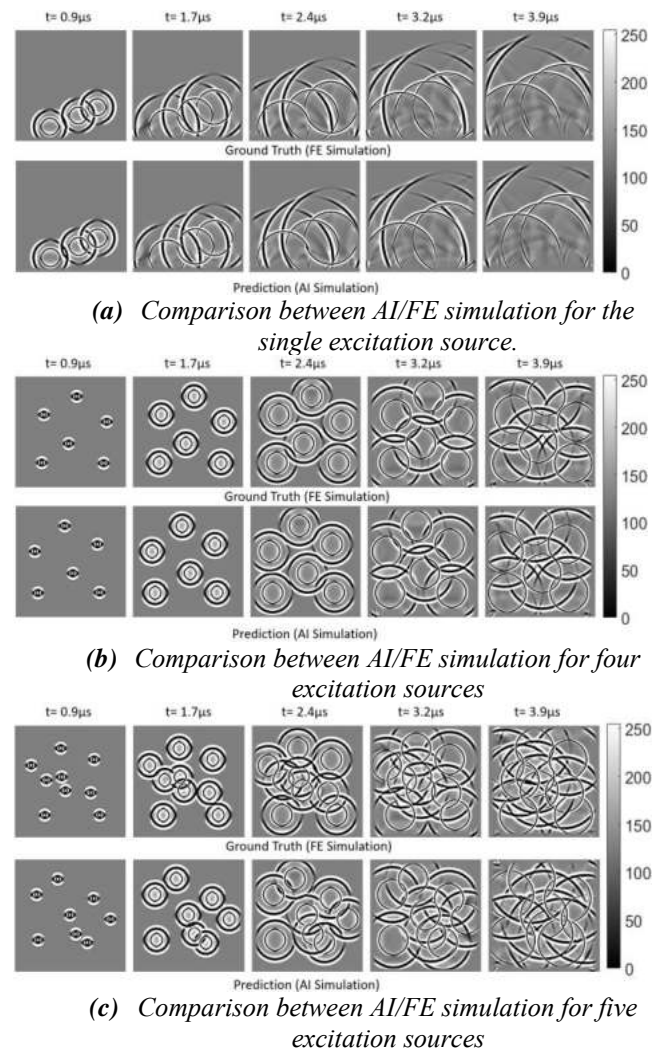 t= 0.9μs t= 1.7μs t= 2.4μs t= 3.2μs t= 3.9μs
250
200
150
Ground Truth (FE Simulation)
100
50
0
Prediction (AI Simulation)
(a) Comparison between AI/FE simulation for the
single excitation source.
t= 0.9μs t= 1.7μs t= 2.4μs t= 3.2μs t= 3.9μs
250
200
150
Ground Truth (FE Simulation)
100
50
0
Prediction (AI Simulation)
(b) Comparison between AI/FE simulation for four
excitation sources
t= 0.9μs t= 1.7μs t= 2.4μs t= 3.2μs t= 3.9μs
250
200
150
Ground Truth (FE Simulation)
100
50
0
Prediction (AI Simulation)
(c) Comparison between AI/FE simulation for five
excitation sources